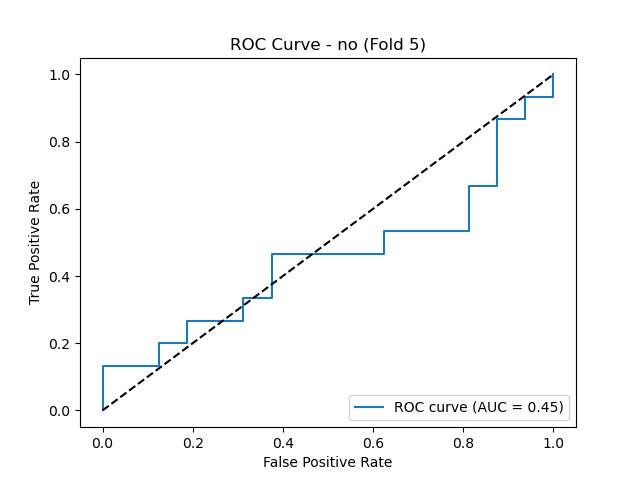 ROC Curve - no (Fold 5)
1.0
0.8
0.6
0.4
0.2
0.0
True Positive Rate
ROC curve (AUC = 0.45)
0.0 0.2 0.4 0.6 0.8 1.0
False Positive Rate